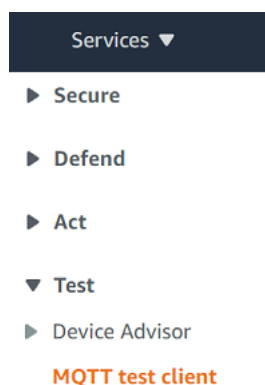 Services
Secure
Defend
Act
Test
Device Advisor
MQTT test client